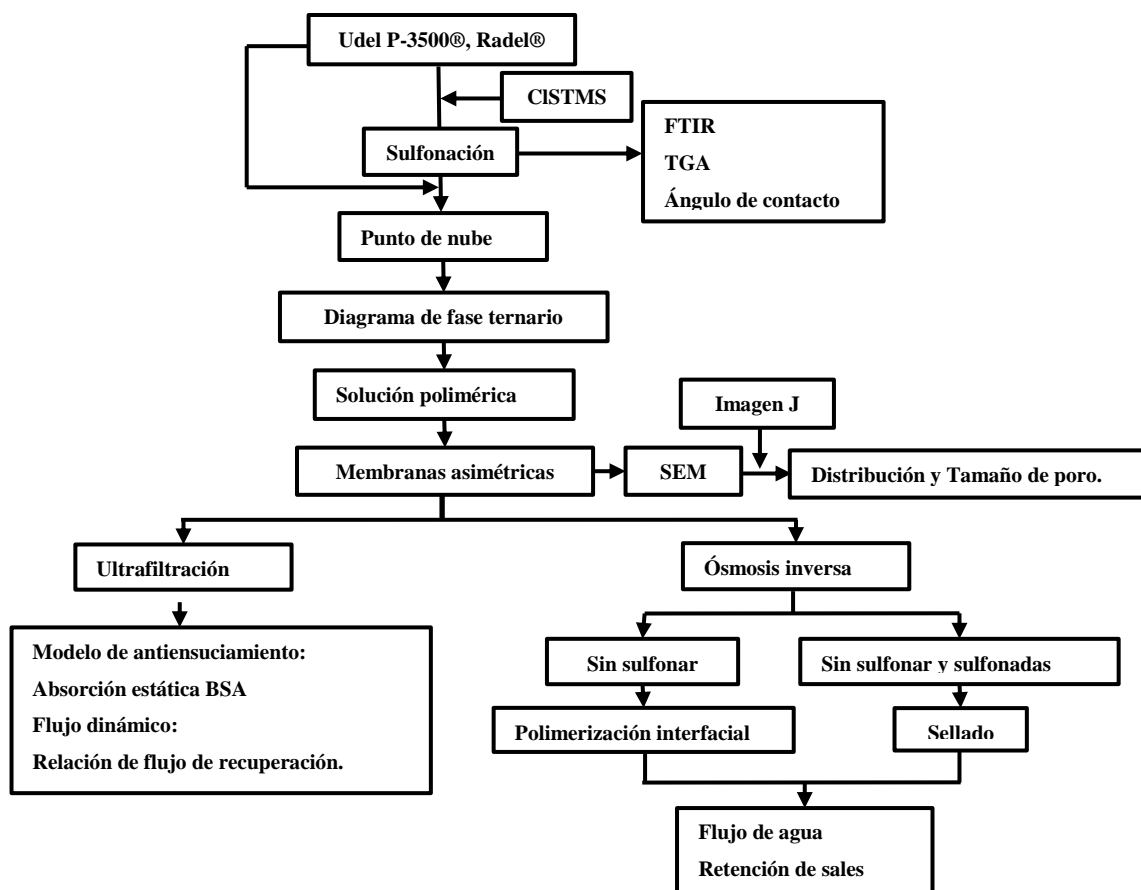 Udel P-3500®, Radel®
ClSTMS
FTIR
TGA
Ángulo de contacto
Sulfonación
Punto de nube
Diagrama de fase ternario
Solución polimérica
Imagen J
Membranas asimétricas
SEM
Distribución y Tamaño de poro.
Ultrafiltración
Ósmosis inversa
Modelo de antiensuciamiento:
Absorción estática BSA
Flujo dinámico:
Relación de flujo de recuperación.
Sin sulfonar
Sin sulfonar y sulfonadas
Polimerización interfacial
Sellado
Flujo de agua
Retención de sales